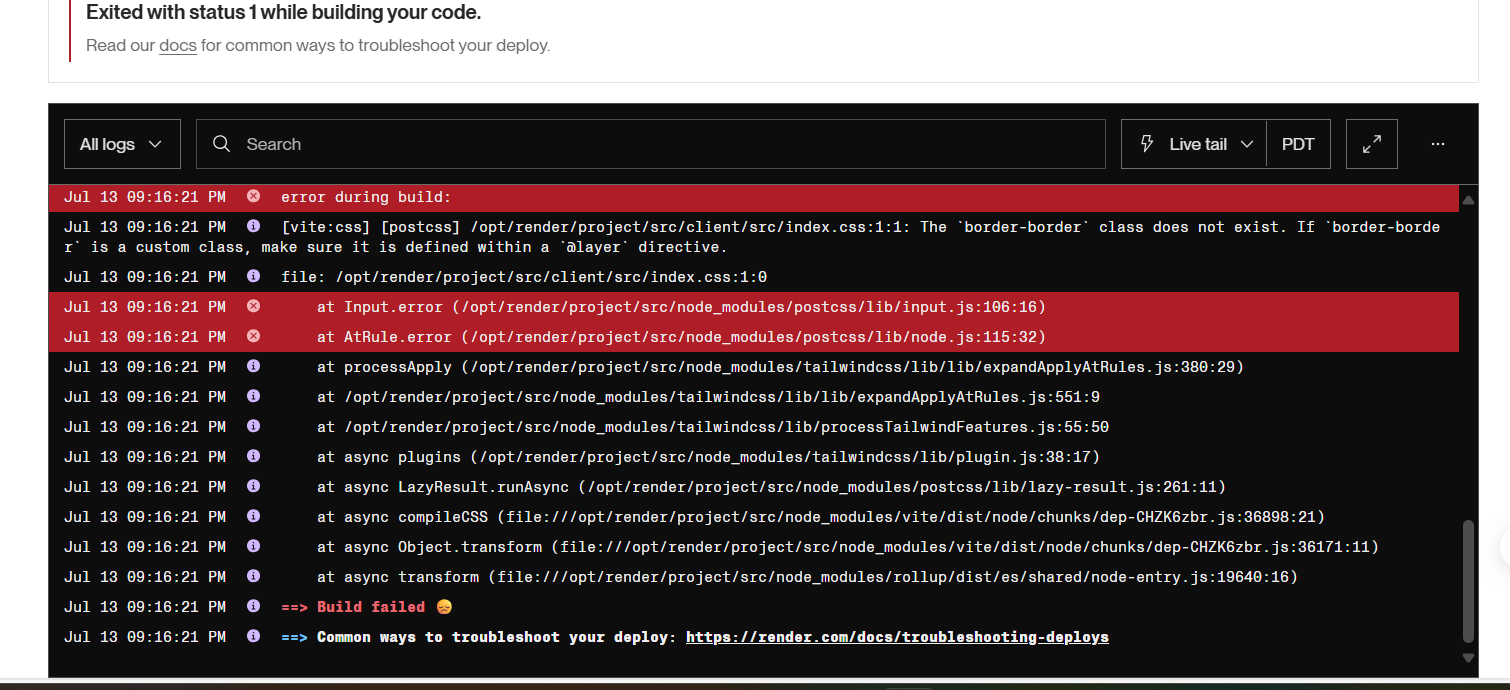 Exited with status 1 while building your code.
Read our docs for common ways to troubleshoot your deploy.
All logs
Search
Live tail
PDT
Jul 13 09:16:21 PM error during build:
Jul 13 09:16:21 PM [vite:css] [postcss] /opt/render/project/src/client/src/index.css:1:1: The `border-border` class does not exist. If `border-borde
r` is a custom class, make sure it is defined within a `@layer` directive.
Jul 13 09:16:21 PM file: /opt/render/project/src/client/src/index.css:1:0
Jul 13 09:16:21 PM at Input.error (/opt/render/project/src/node_modules/postcss/lib/input.js:106:16)
Jul 13 09:16:21 PM at AtRule.error (/opt/render/project/src/node_modules/postcss/lib/node.js:115:32)
Jul 13 09:16:21 PM at processApply (/opt/render/project/src/node_modules/tailwindcss/lib/lib/expandApplyAtRules.js:380:29)
Jul 13 09:16:21 PM at /opt/render/project/src/node_modules/tailwindcss/lib/lib/expandApplyAtRules.js:551:9
Jul 13 09:16:21 PM at /opt/render/project/src/node_modules/tailwindcss/lib/processTailwindFeatures.js:55:50
Jul 13 09:16:21 PM at async plugins (/opt/render/project/src/node_modules/tailwindcss/lib/plugin.js:38:17)
Jul 13 09:16:21 PM at async LazyResult.runAsync (/opt/render/project/src/node_modules/postcss/lib/lazy-result.js:261:11)
Jul 13 09:16:21 PM at async compileCSS (file:///opt/render/project/src/node_modules/vite/dist/node/chunks/dep-CHZK6zbr.js:36898:21)
Jul 13 09:16:21 PM at async Object.transform (file:///opt/render/project/src/node_modules/vite/dist/node/chunks/dep-CHZK6zbr.js:36171:11)
Jul 13 09:16:21 PM at async transform (file:///opt/render/project/src/node_modules/rollup/dist/es/shared/node-entry.js:19640:16)
Jul 13 09:16:21 PM ==> Build failed 😞
Jul 13 09:16:21 PM ==> Common ways to troubleshoot your deploy: https://render.com/docs/troubleshooting-deploys